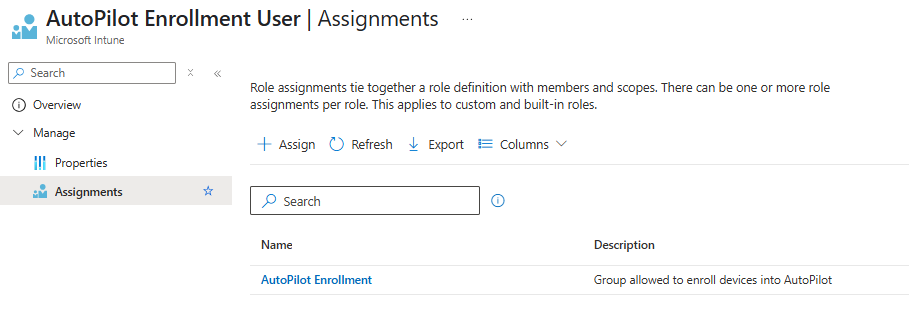 AutoPilot Enrollment User | Assignments ...
Microsoft Intune
Search
Overview
Manage
Properties
Assignments
Role assignments tie together a role definition with members and scopes. There can be one or more role
assignments per role. This applies to custom and built-in roles.
Assign Refresh Export Columns
Search
Name Description
AutoPilot Enrollment Group allowed to enroll devices into AutoPilot